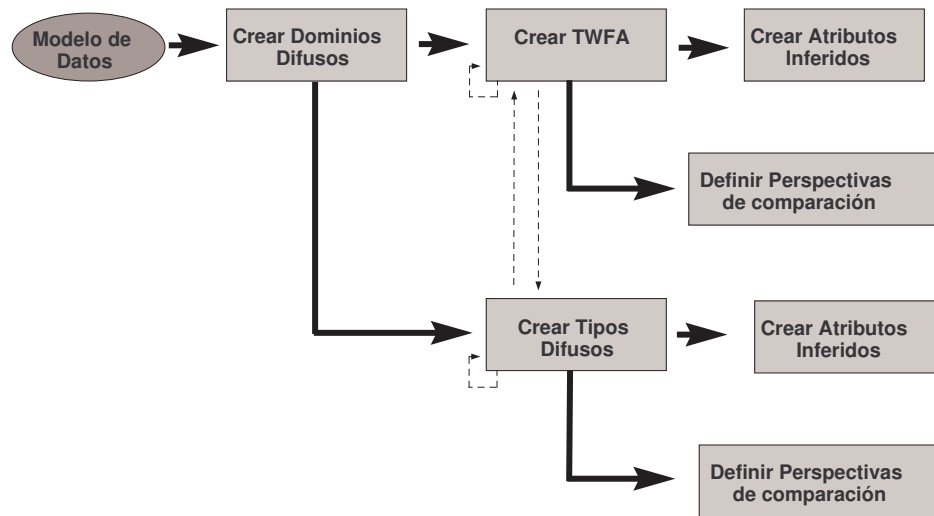 Modelo de
Datos
Crear Dominios
Difusos
Crear TWFA
Crear Atributos
Inferidos
Definir Perspectivas
de comparación
Crear Tipos
Difusos
Crear Atributos
Inferidos
Definir Perspectivas
de comparación